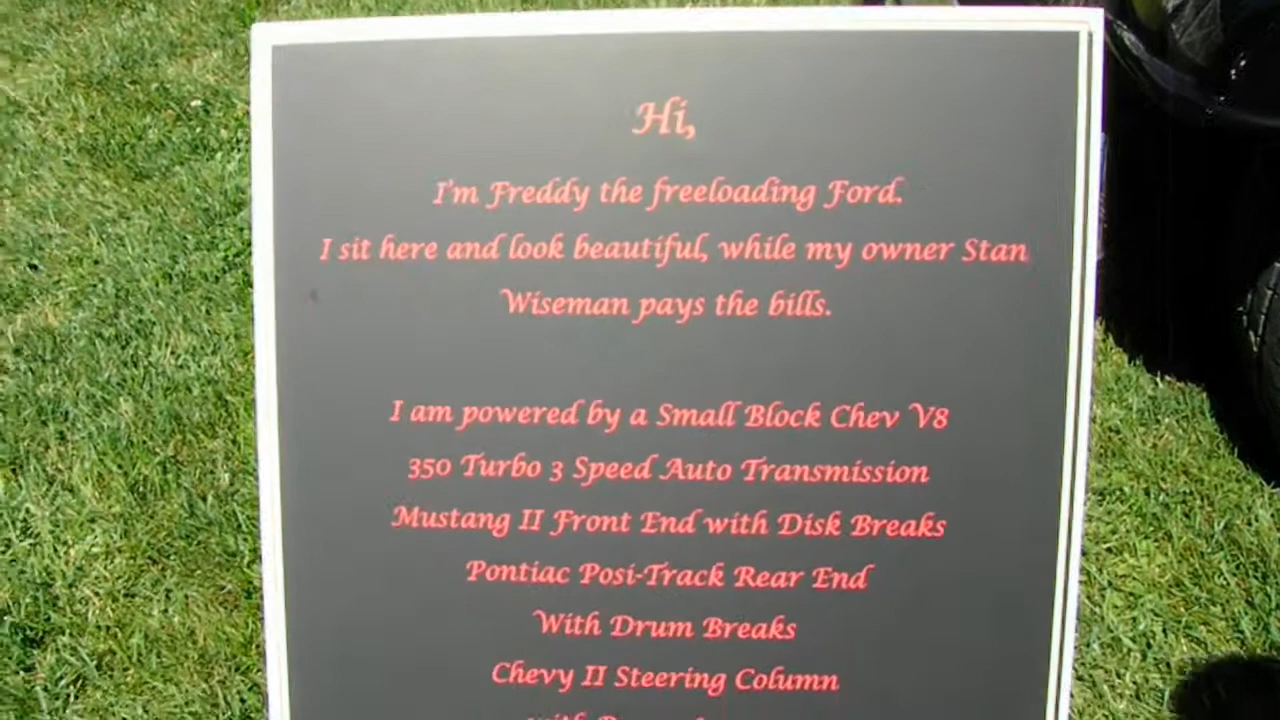 Hi,
I'm Freddy the freeloading Ford.
I sit here and look beautiful, while my owner Stan
Wiseman pays the bills.
I am powered by a Small Block Chev V8
350 Turbo 3 Speed Auto Transmission
Mustang II Front End with Disk Breaks
Pontiac Posi-Track Rear End
With Drum Breaks
Chevy II Steering Column
with